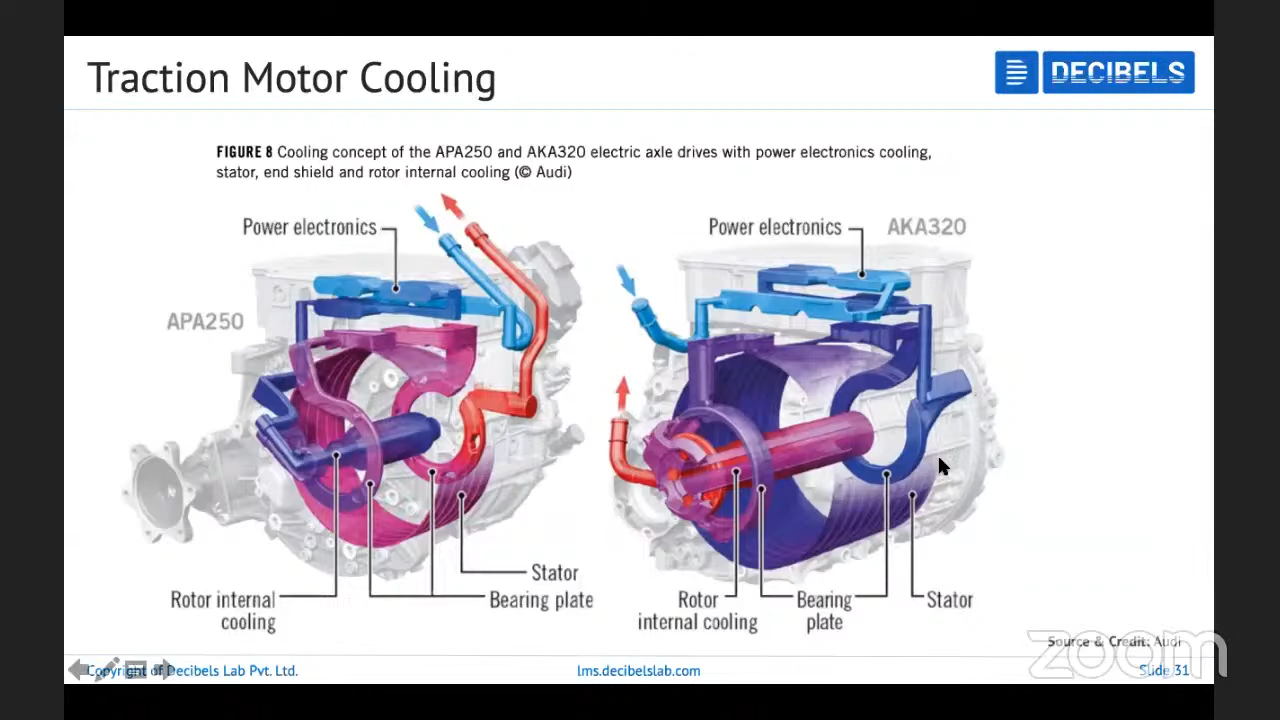 Traction Motor Cooling
DECIBELS
FIGURE 8 Cooling concept of the APA250 and AKA320 electric axle drives with power electronics cooling,
stator, end shield and rotor internal cooling (© Audi)
Power electronics
APA250
Rotor internal
cooling
Stator
Bearing plate
Power electronics
AKA320
Rotor
internal cooling
Bearing
plate
Stator
Source & Credit: Audi
zoom
Copyright of Decibels Lab Pvt. Ltd.
lms.decibelslab.com
Slide 31